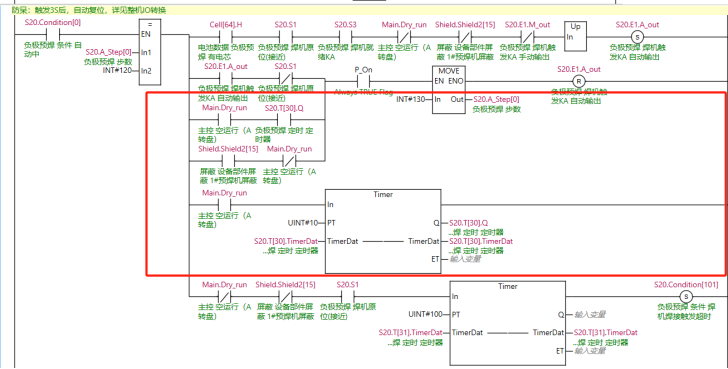 防呆：触发3S后，自动复位，详见整机IO转换
S20.Condition[0]
负极预焊 条件 自
动中
=
EN
S20.A_Step[0]
负极预焊 步数
In1
INT#120
In2
Cell[64].H
电池数据 负极预
焊 有电芯
S20.S1
负极预焊 焊机原
位(接近)
S20.S3
负极预焊 焊机就
绪KA
Main.Dry_run
主控 空运行（A
转盘）
Shield.Shield2[15]
屏蔽 设备部件屏
蔽 1#预焊机屏蔽
S20.E1.M_out
负极预焊 焊机触
发KA 手动输出
Up
In
S20.E1.A_out
S
负极预焊 焊机触
发KA 自动输出
S20.E1.A_out
负极预焊 焊机触
发KA 自动输出
S20.S1
负极预焊 焊机原
位(接近)
P_On
Always TRUE Flag
MOVE
EN ENO
INT#130
In Out
S20.A_Step[0]
负极预焊 步数
S20.E1.A_out
R
负极预焊 焊机触
发KA 自动输出
Main.Dry_run
主控 空运行（A
转盘）
S20.T[30].Q
负极预焊 定时 定
时器
Shield.Shield2[15]
屏蔽 设备部件屏
蔽 1#预焊机屏蔽
Main.Dry_run
主控 空运行（A
转盘）
Main.Dry_run
主控 空运行（A
转盘）
Timer
In
UINT#10
PT
Q
S20.T[30].Q
...焊 定时 定时器
S20.T[30].TimerDat
TimerDat
TimerDat
S20.T[30].TimerDat
...焊 定时 定时器
...焊 定时 定时器
ET
输入变量
Main.Dry_run
主控 空运行（A
转盘）
Shield.Shield2[15]
屏蔽 设备部件屏
蔽 1#预焊机屏蔽
S20.S1
负极预焊 焊机原
位(接近)
Timer
In
UINT#100
PT
Q
输入变量
S20.T[31].TimerDat
TimerDat
TimerDat
S20.T[31].TimerDat
...焊 定时 定时器
...焊 定时 定时器
ET
输入变量
S20.Condition[101]
S
负极预焊 条件 焊
机焊接触发超时